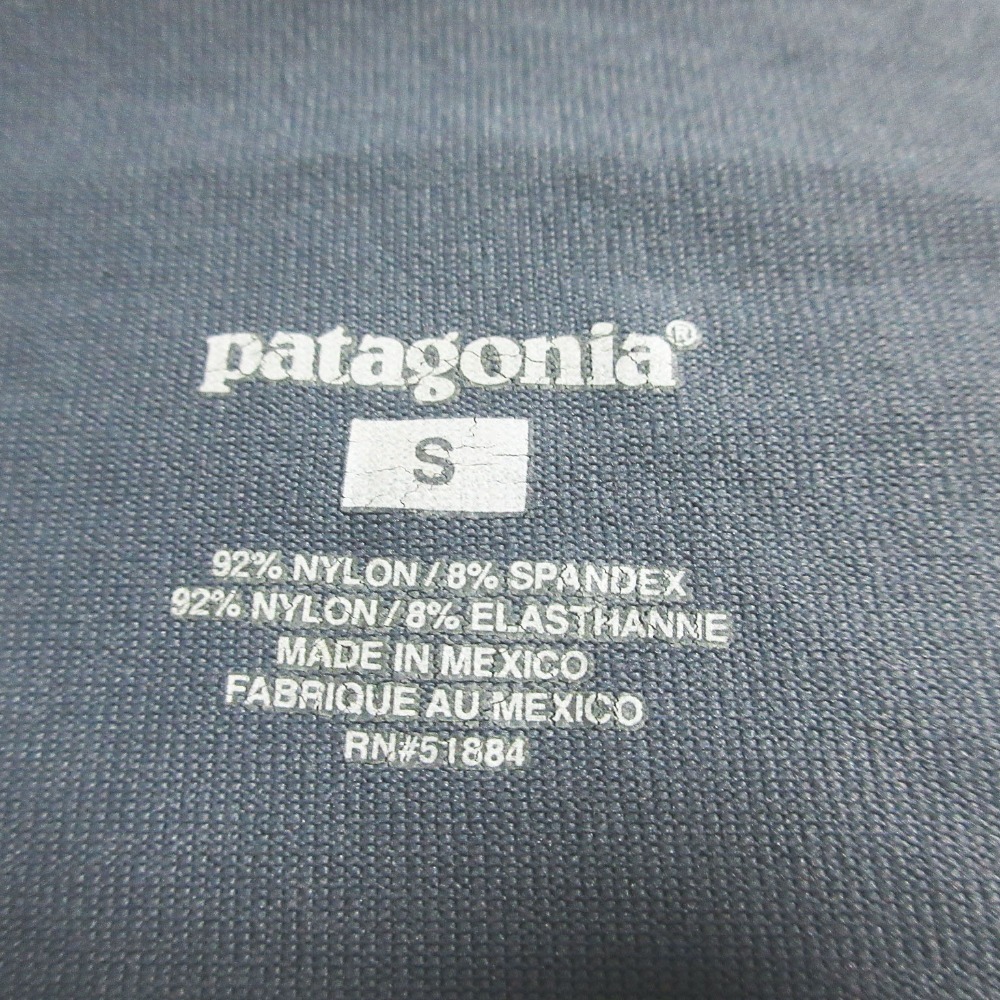 patagonia®
S
92% NYLON / 8% SPANDEX
92% NYLON / 8% ELASTHANNE
MADE IN MEXICO
FABRIQUE AU MEXICO
RN#51884